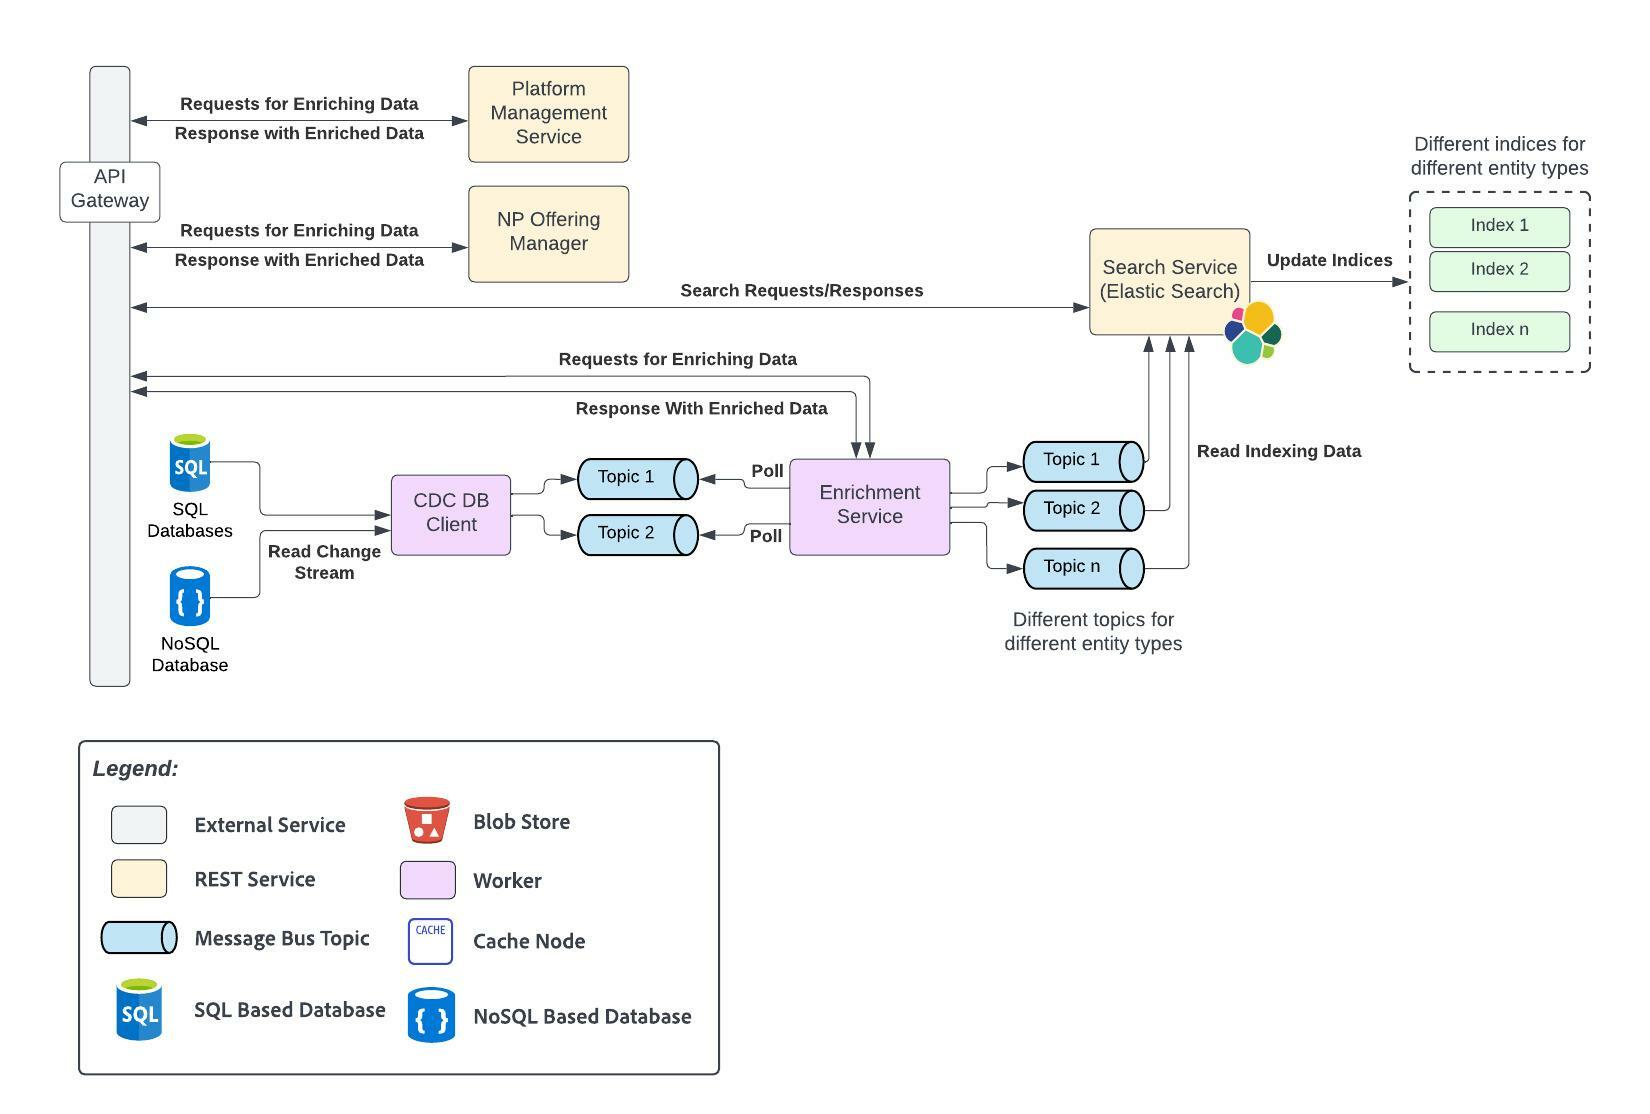 Platform
Management
Service
Requests for Enriching Data
Response with Enriched Data
API
Gateway
NP Offering
Manager
Requests for Enriching Data
Response with Enriched Data
Different indices for
different entity types
Index 1
Index 2
Index n
Search Service
(Elastic Search)
Update Indices
Search Requests/Responses
Requests for Enriching Data
Response With Enriched Data
SQL
SQL
Databases
Read Change
Stream
{ }
NoSQL
Database
CDC DB
Client
Topic 1
Topic 2
Poll
Poll
Enrichment
Service
Topic 1
Topic 2
Topic n
Read Indexing Data
Different topics for
different entity types
Legend:
External Service
Blob Store
REST Service
Worker
Message Bus Topic
CACHE
Cache Node
SQL
SQL Based Database
{ }
NoSQL Based Database